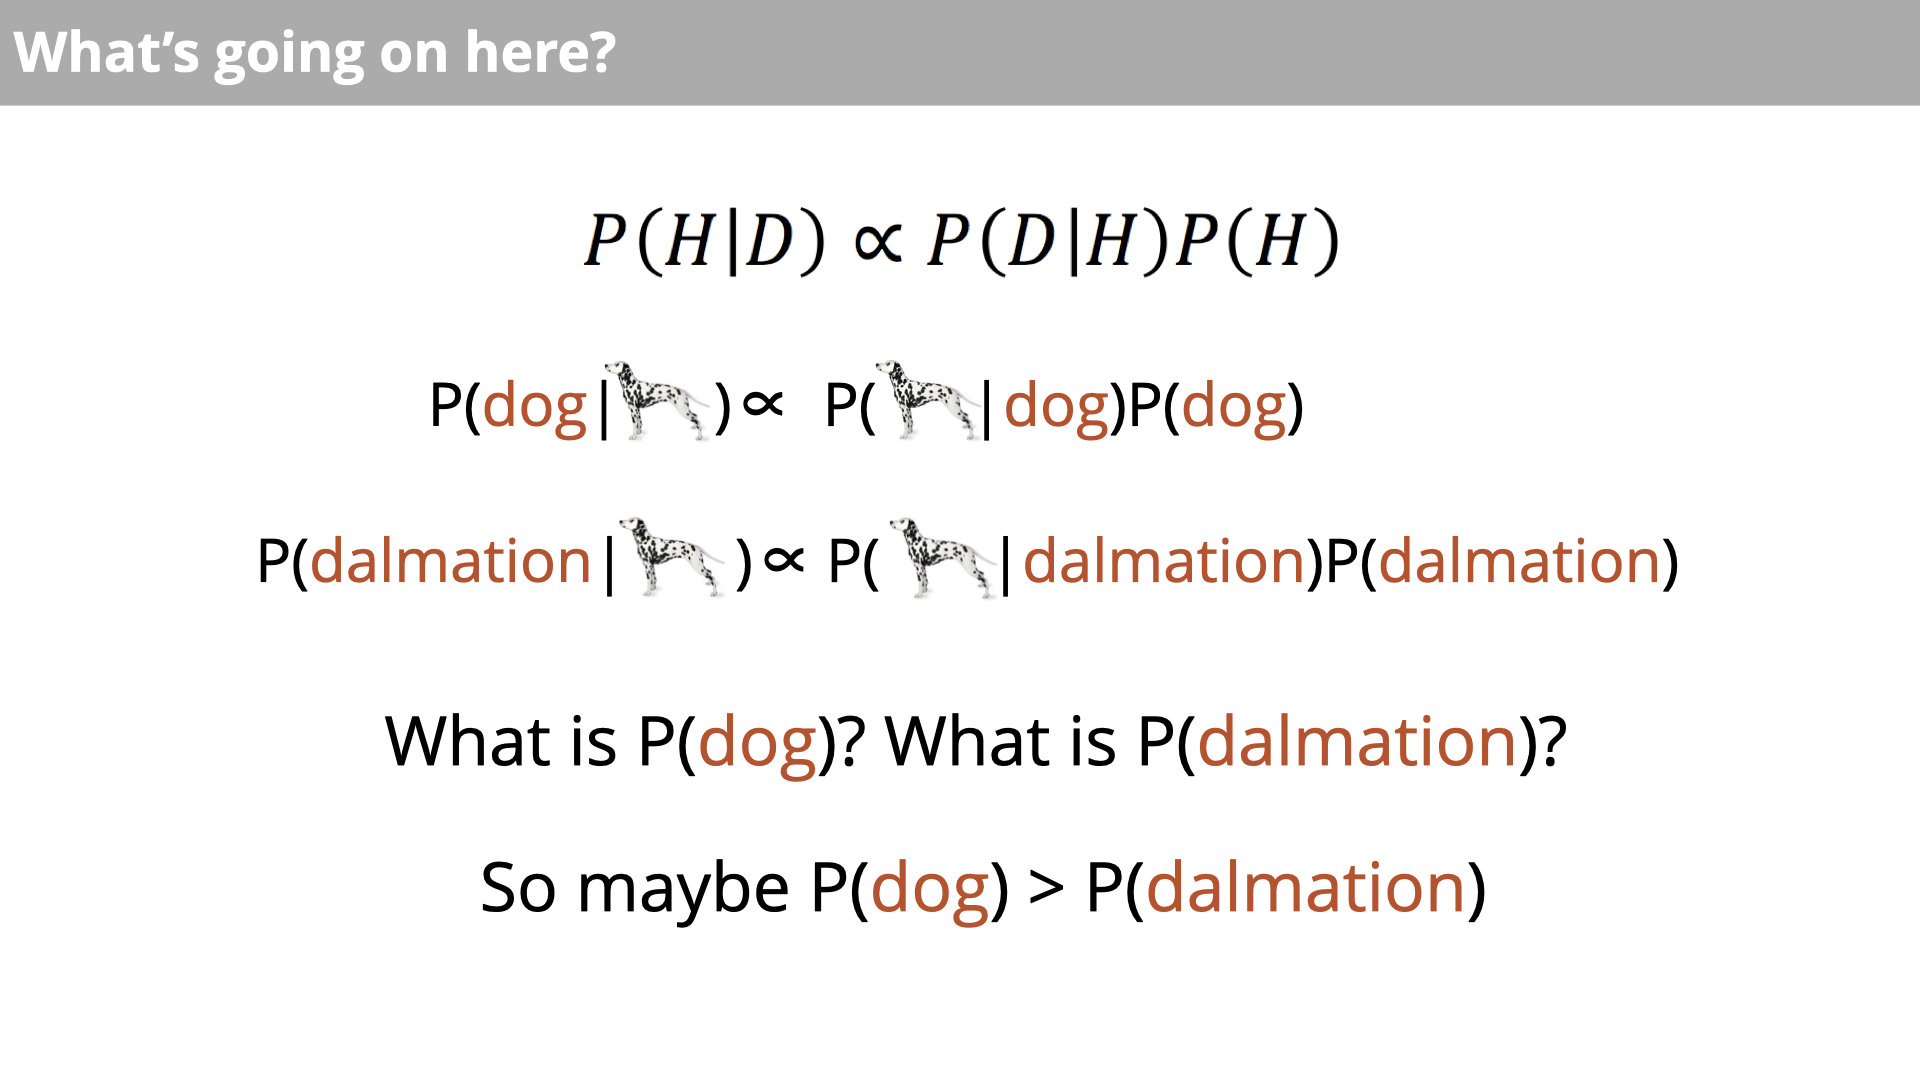 What’s going on here?
P(H|D) ∝ P(D|H)P(H)
P(dog| )∝ P( |dog)P(dog)
P(dalmation| )∝ P( |dalmation)P(dalmation)
What is P(dog)? What is P(dalmation)?
So maybe P(dog) > P(dalmation)